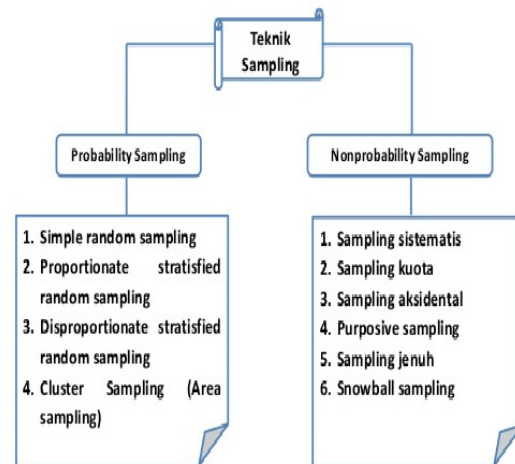 Teknik
Sampling
Probability Sampling
Nonprobability Sampling
1. Simple random sampling
2. Proportionate stratisfied
random sampling
3. Disproportionate stratisfied
random sampling
4. Cluster Sampling (Area
sampling)
1. Sampling sistematis
2. Sampling kuota
3. Sampling aksidental
4. Purposive sampling
5. Sampling jenuh
6. Snowball sampling